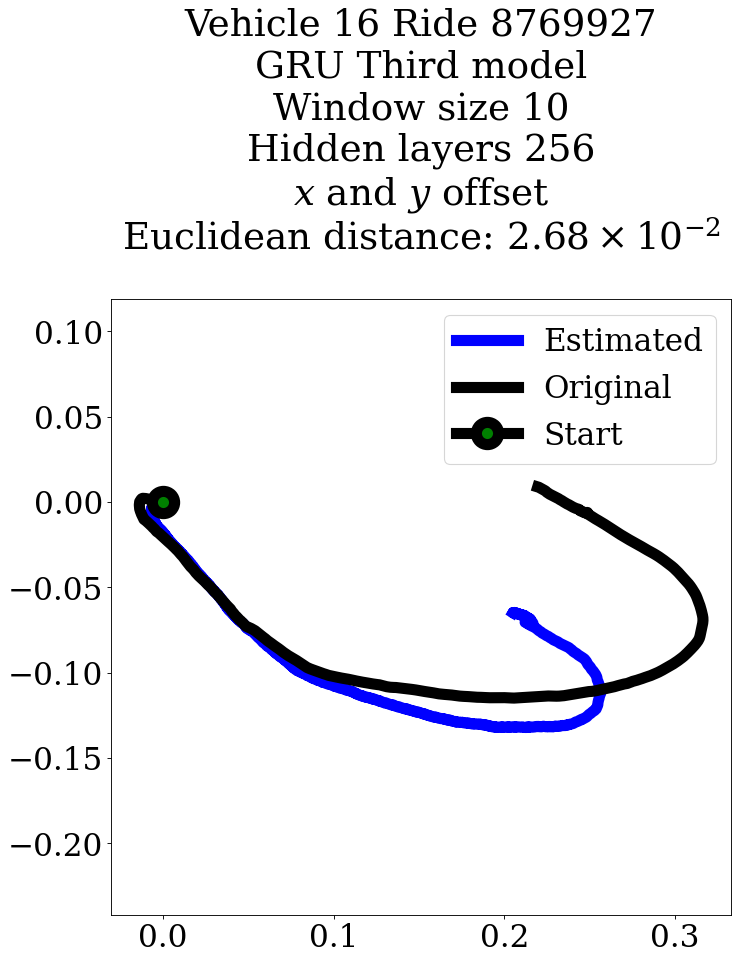 Vehicle 16 Ride 8769927
GRU Third model
Window size 10
Hidden layers 256
x and y offset
Euclidean distance: 2.68 × 10⁻²
Estimated
Original
Start
0.10
0.05
0.00
−0.05
−0.10
−0.15
−0.20
0.0 0.1 0.2 0.3